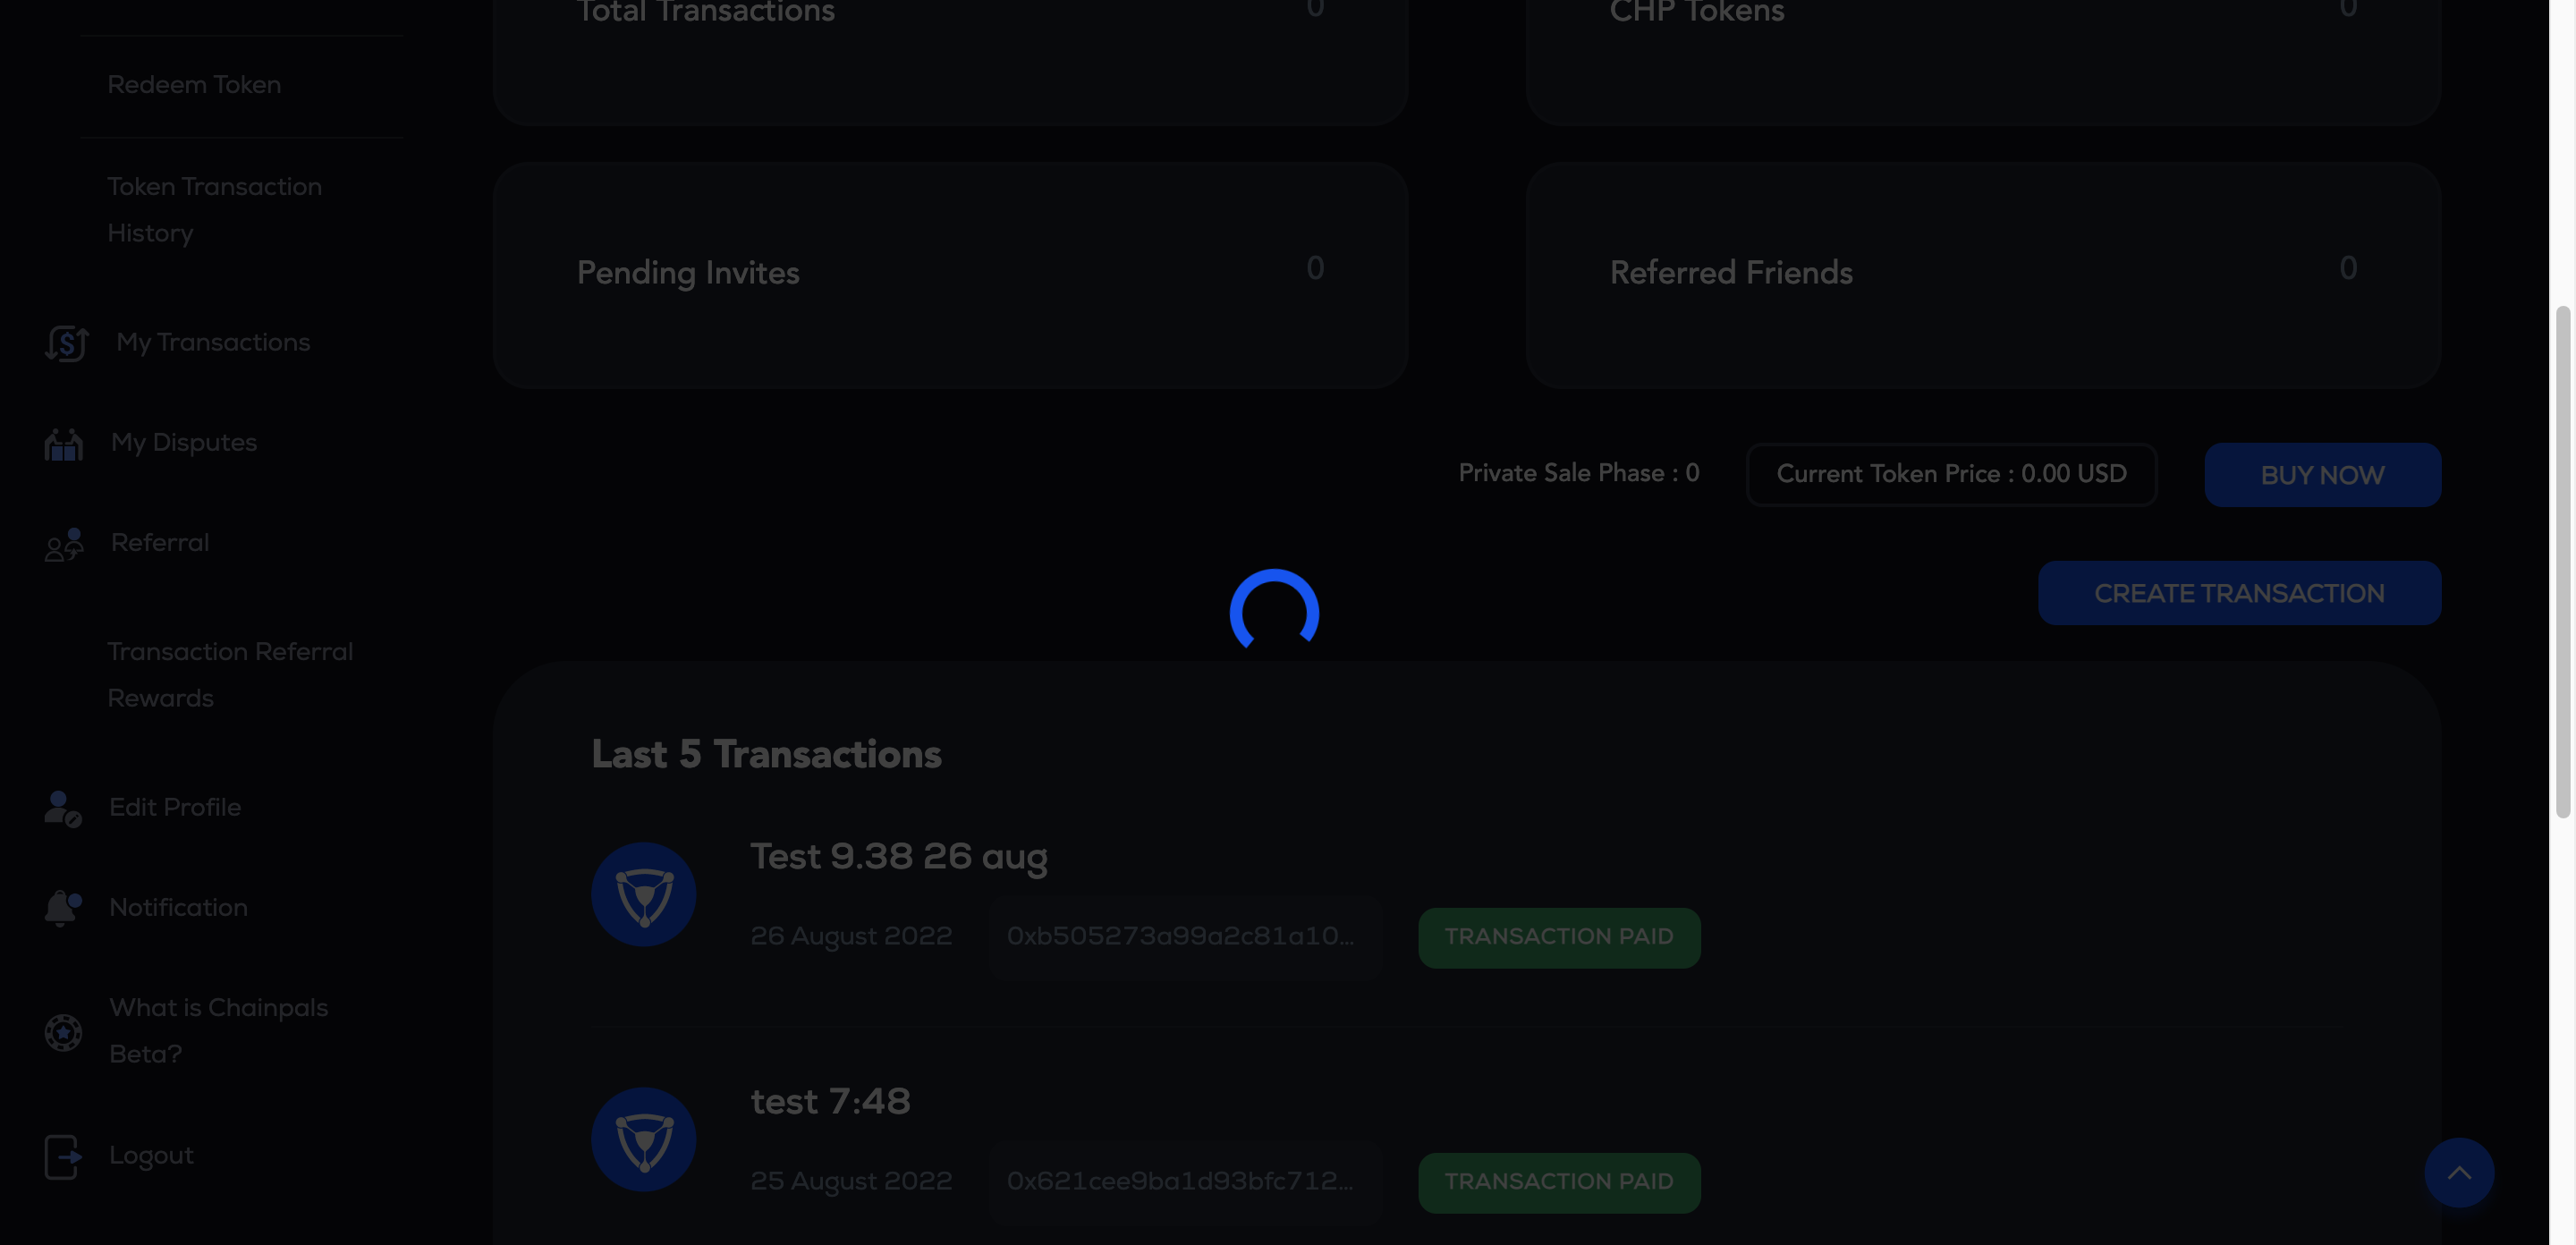 Redeem Token
Token Transaction
History
My Transactions
My Disputes
Referral
Transaction Referral
Rewards
Edit Profile
Notification
What is Chainpals
Beta?
Logout
Total Transactions 0
CHP Tokens 0
Pending Invites 0
Referred Friends 0
Private Sale Phase : 0
Current Token Price : 0.00 USD
BUY NOW
CREATE TRANSACTION
Last 5 Transactions
Test 9.38 26 aug
26 August 2022 0xb505273a99a2c81a10... TRANSACTION PAID
test 7:48
25 August 2022 0x621cee9ba1d93bfc712... TRANSACTION PAID